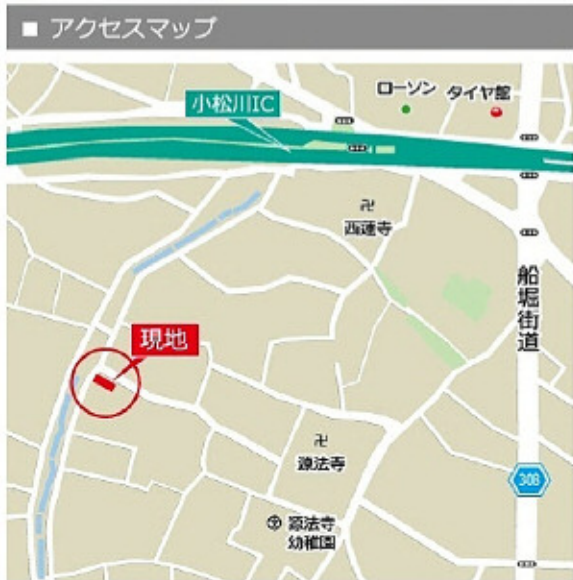 ■ アクセスマップ
小松川IC
ローソン
タイヤ館
卍
西蓮寺
船堀街道
現地
卍
源法寺
308
源法寺
幼稚園